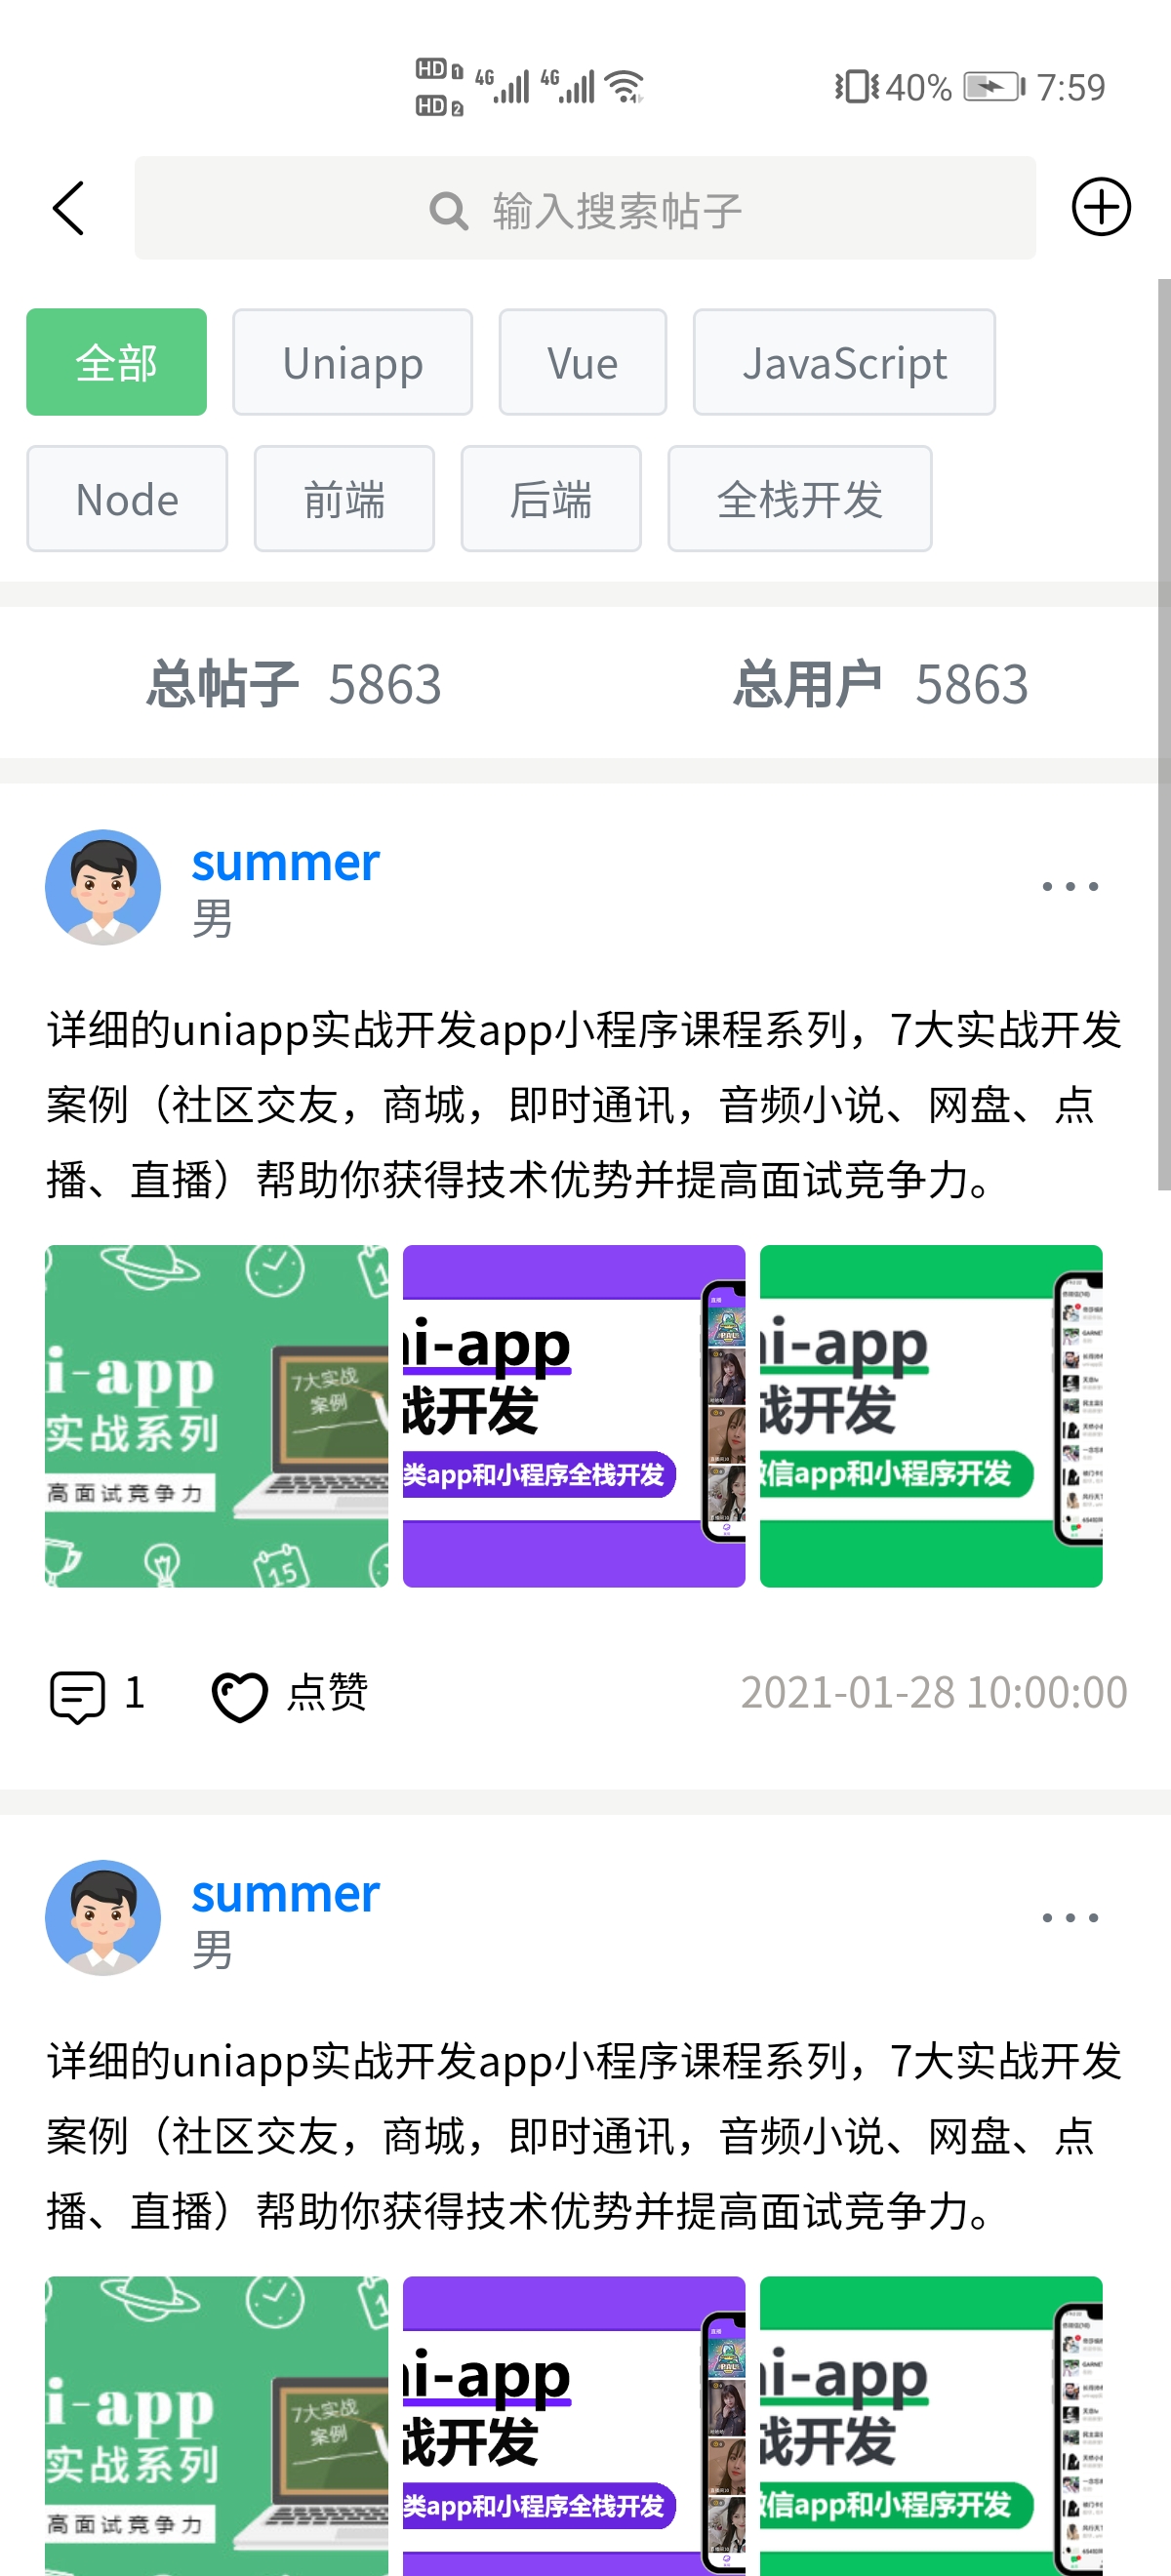 HD 1 4G 4G 40% 7:59
HD 2
输入搜索帖子
全部 Uniapp Vue JavaScript
Node 前端 后端 全栈开发
总帖子 5863 总用户 5863
summer
男
详细的uniapp实战开发app小程序课程系列，7大实战开发
案例（社区交友，商城，即时通讯，音频小说、网盘、点
播、直播）帮助你获得技术优势并提高面试竞争力。
i-app
实战系列
高面试竞争力
7大实战
案例
15
i-app
战开发
类app和小程序全栈开发
直播
i-app
战开发
信app和小程序开发
1 点赞 2021-01-28 10:00:00
summer
男
详细的uniapp实战开发app小程序课程系列，7大实战开发
案例（社区交友，商城，即时通讯，音频小说、网盘、点
播、直播）帮助你获得技术优势并提高面试竞争力。
i-app
实战系列
高面试竞争力
7大实战
案例
i-app
战开发
类app和小程序全栈开发
直播
i-app
战开发
信app和小程序开发